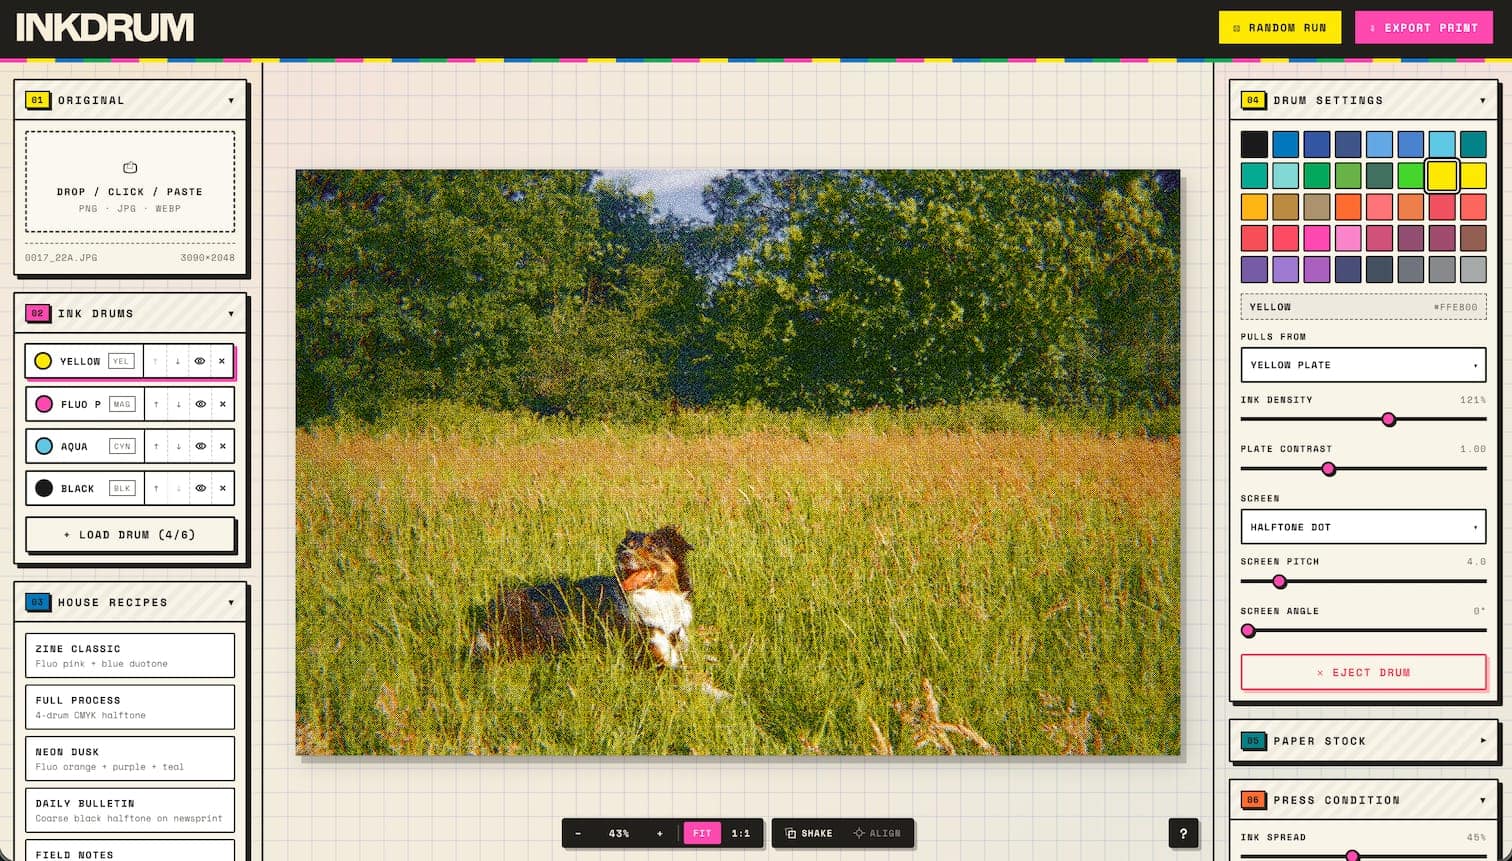 INKDRUM
RANDOM RUN
EXPORT PRINT
01 ORIGINAL
DROP / CLICK / PASTE
PNG · JPG · WEBP
0017_22A.JPG 3090×2048
02 INK DRUMS
YELLOW YEL
FLUO P MAG
AQUA CYN
BLACK BLK
+ LOAD DRUM (4/6)
03 HOUSE RECIPES
ZINE CLASSIC
Fluo pink + blue duotone
FULL PROCESS
4-drum CMYK halftone
NEON DUSK
Fluo orange + purple + teal
DAILY BULLETIN
Coarse black halftone on newsprint
FIELD NOTES
− 43% + FIT 1:1
SHAKE ALIGN
?
04 DRUM SETTINGS
YELLOW #FFE800
PULLS FROM
YELLOW PLATE
INK DENSITY 121%
PLATE CONTRAST 1.00
SCREEN
HALFTONE DOT
SCREEN PITCH 4.0
SCREEN ANGLE 0°
× EJECT DRUM
05 PAPER STOCK
06 PRESS CONDITION
INK SPREAD 45%